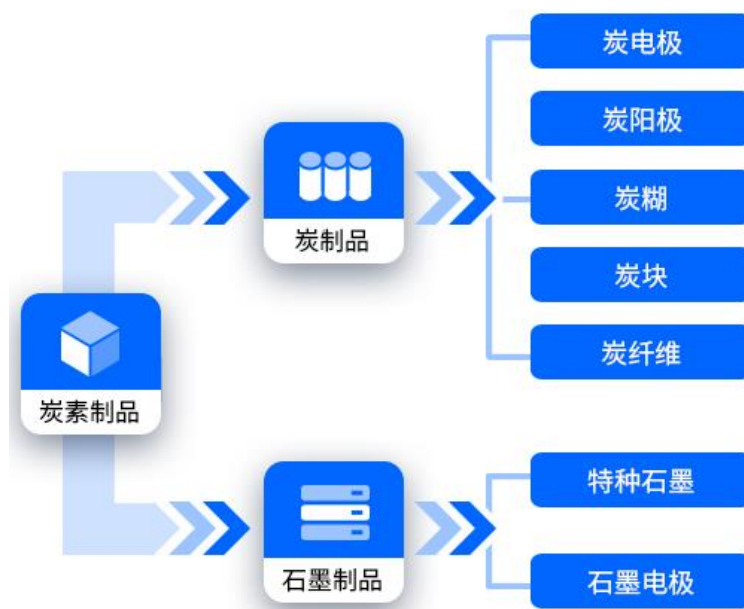 炭素制品
炭制品
炭电极
炭阳极
炭糊
炭块
炭纤维
石墨制品
特种石墨
石墨电极